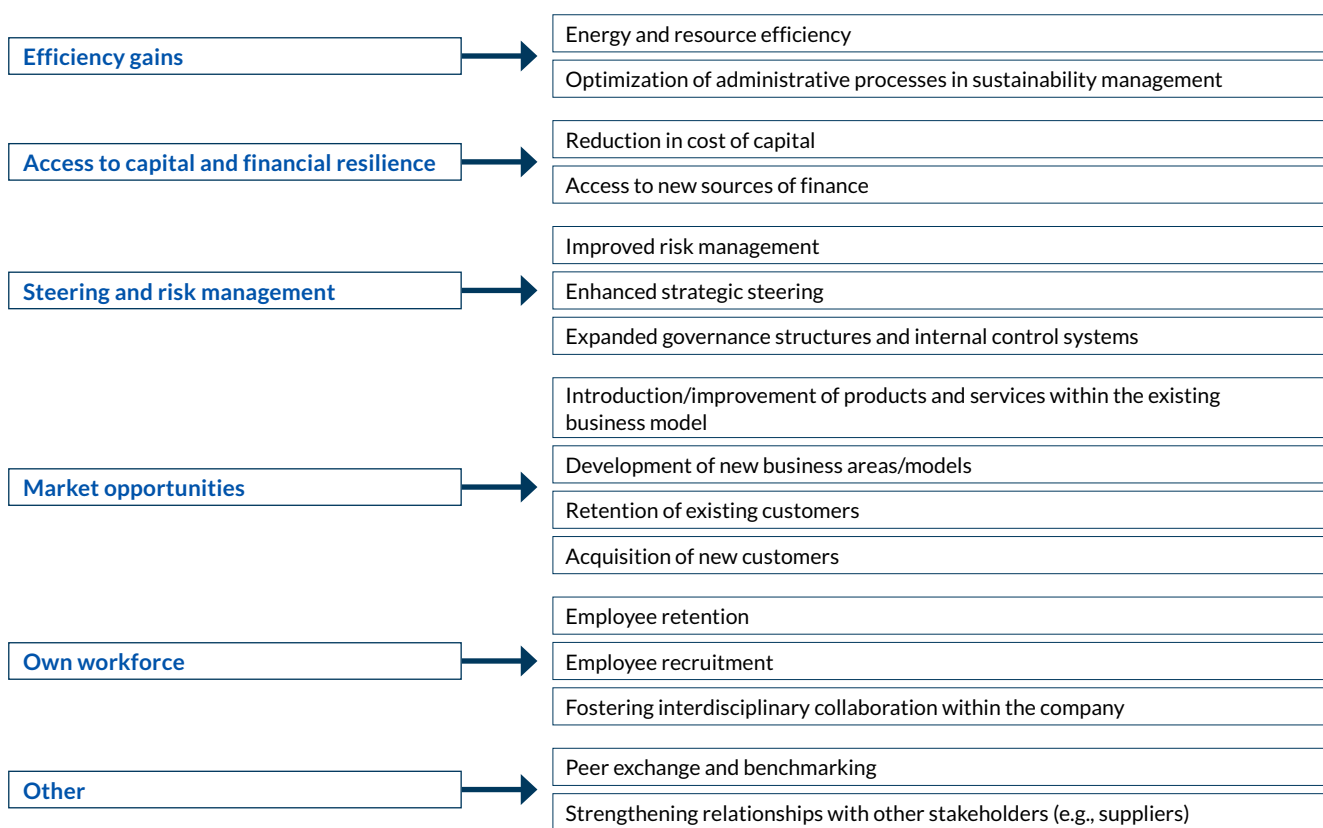 Efficiency gains
Energy and resource efficiency
Optimization of administrative processes in sustainability management
Access to capital and financial resilience
Reduction in cost of capital
Access to new sources of finance
Steering and risk management
Improved risk management
Enhanced strategic steering
Expanded governance structures and internal control systems
Market opportunities
Introduction/improvement of products and services within the existing
business model
Development of new business areas/models
Retention of existing customers
Acquisition of new customers
Own workforce
Employee retention
Employee recruitment
Fostering interdisciplinary collaboration within the company
Other
Peer exchange and benchmarking
Strengthening relationships with other stakeholders (e.g., suppliers)